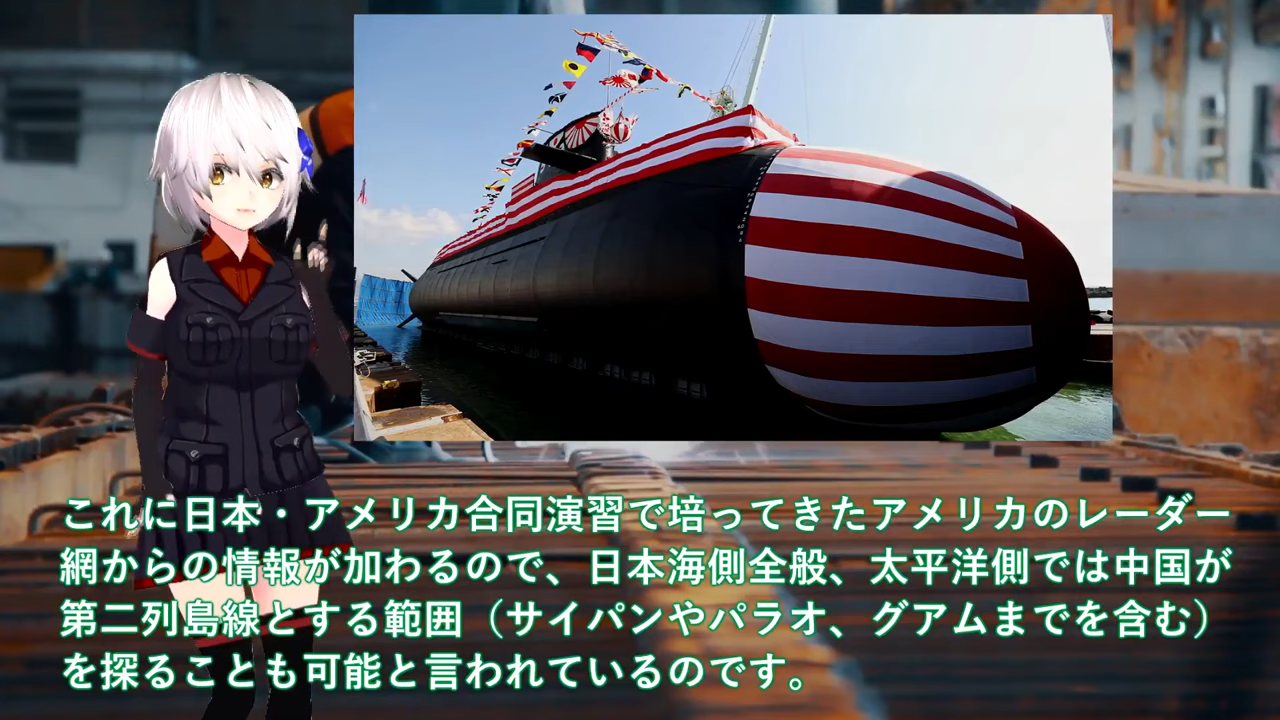 これに日本・アメリカ合同演習で培ってきたアメリカのレーダー
網からの情報が加わるので、日本海側全般、太平洋側では中国が
第二列島線とする範囲（サイパンやパラオ、グアムまでを含む）
を探ることも可能と言われているのです。